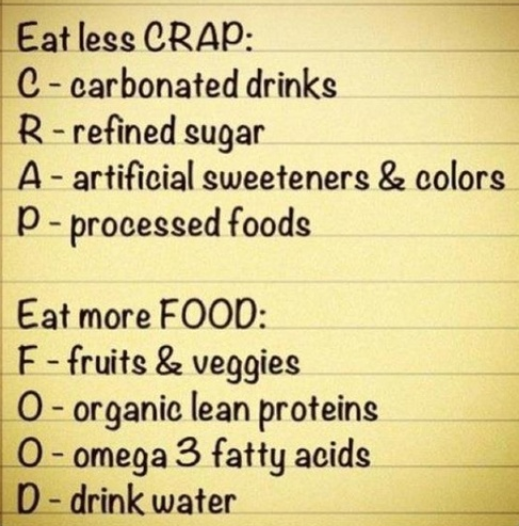 Eat less CRAP:
C - carbonated drinks
R - refined sugar
A - artificial sweeteners & colors
P - processed foods
Eat more FOOD:
F - fruits & veggies
O - organic lean proteins
O - omega 3 fatty acids
D - drink water